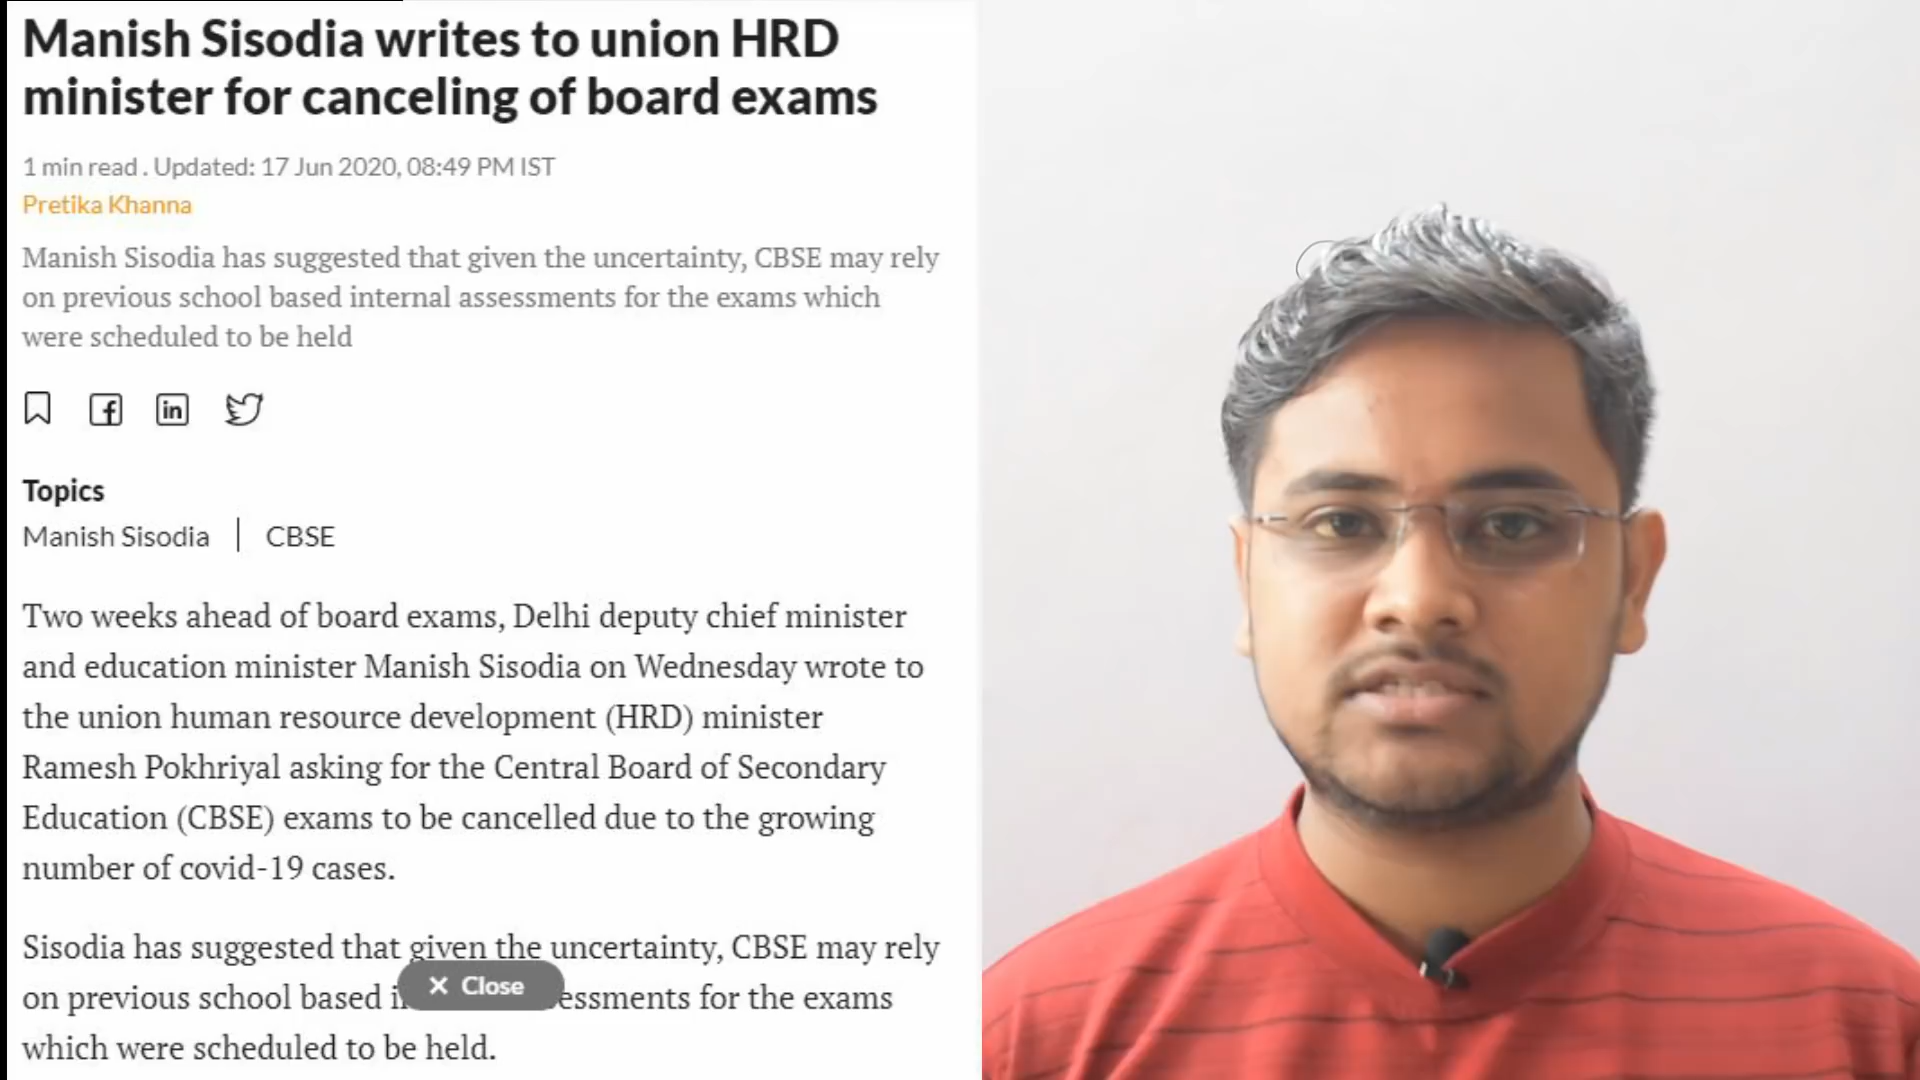 Manish Sisodia writes to union HRD
minister for canceling of board exams
1 min read . Updated: 17 Jun 2020, 08:49 PM IST
Pretika Khanna
Manish Sisodia has suggested that given the uncertainty, CBSE may rely
on previous school based internal assessments for the exams which
were scheduled to be held
Topics
Manish Sisodia | CBSE
Two weeks ahead of board exams, Delhi deputy chief minister
and education minister Manish Sisodia on Wednesday wrote to
the union human resource development (HRD) minister
Ramesh Pokhriyal asking for the Central Board of Secondary
Education (CBSE) exams to be cancelled due to the growing
number of covid-19 cases.
Sisodia has suggested that given the uncertainty, CBSE may rely
× Close
on previous school based essments for the exams
which were scheduled to be held.